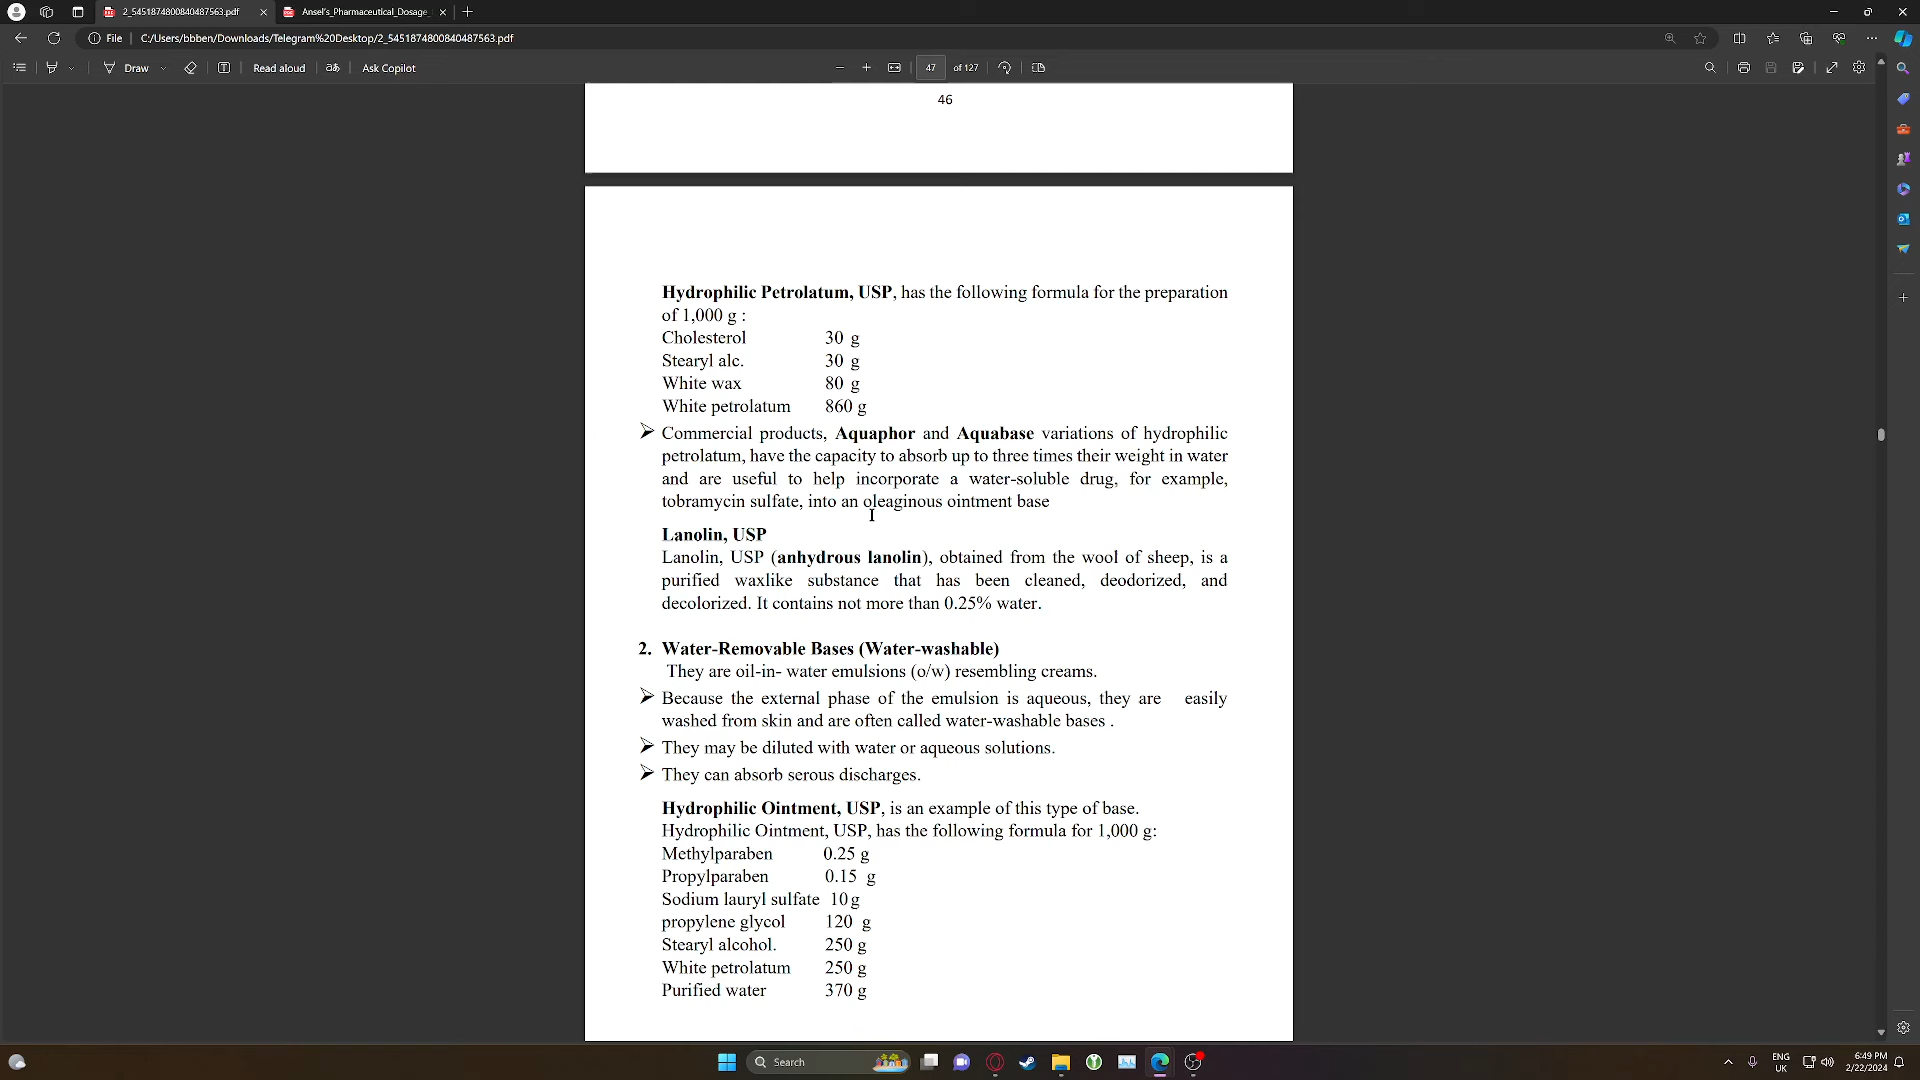 2_5451874800840487563.pdf
Ansel's_Pharmaceutical_Dosage_
File
C:/Users/bbben/Downloads/Telegram%20Desktop/2_5451874800840487563.pdf
Draw
Read aloud
Ask Copilot
47
of 127
46
Hydrophilic Petrolatum, USP, has the following formula for the preparation
of 1,000 g :
Cholesterol 30 g
Stearyl alc. 30 g
White wax 80 g
White petrolatum 860 g
➢ Commercial products, Aquaphor and Aquabase variations of hydrophilic
petrolatum, have the capacity to absorb up to three times their weight in water
and are useful to help incorporate a water-soluble drug, for example,
tobramycin sulfate, into an oleaginous ointment base
Lanolin, USP
Lanolin, USP (anhydrous lanolin), obtained from the wool of sheep, is a
purified waxlike substance that has been cleaned, deodorized, and
decolorized. It contains not more than 0.25% water.
2. Water-Removable Bases (Water-washable)
They are oil-in- water emulsions (o/w) resembling creams.
➢ Because the external phase of the emulsion is aqueous, they are easily
washed from skin and are often called water-washable bases .
➢ They may be diluted with water or aqueous solutions.
➢ They can absorb serous discharges.
Hydrophilic Ointment, USP, is an example of this type of base.
Hydrophilic Ointment, USP, has the following formula for 1,000 g:
Methylparaben 0.25 g
Propylparaben 0.15 g
Sodium lauryl sulfate 10 g
propylene glycol 120 g
Stearyl alcohol. 250 g
White petrolatum 250 g
Purified water 370 g
Search
ENG
UK
6:49 PM
2/22/2024